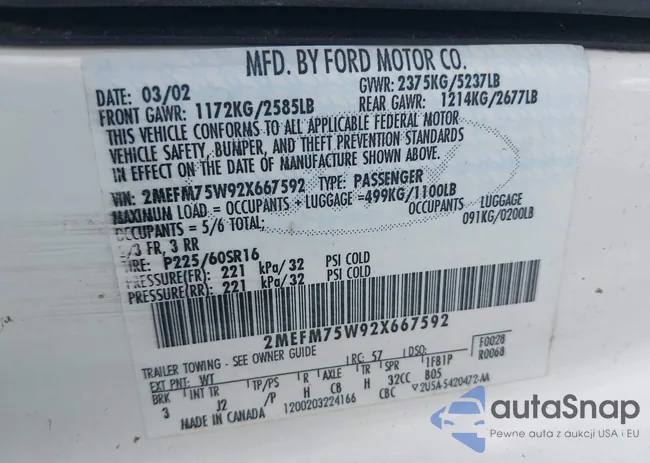 MFD. BY FORD MOTOR CO.
DATE: 03/02 GVWR: 2375KG/5237LB
FRONT GAWR: 1172KG/2585LB REAR GAWR: 1214KG/2677LB
THIS VEHICLE CONFORMS TO ALL APPLICABLE FEDERAL MOTOR
VEHICLE SAFETY, BUMPER, AND THEFT PREVENTION STANDARDS
IN EFFECT ON THE DATE OF MANUFACTURE SHOWN ABOVE.
VIN: 2MEFM75W92X667592 TYPE: PASSENGER
MAXIMUM LOAD = OCCUPANTS + LUGGAGE =499KG/1100LB
OCCUPANTS = 5/6 TOTAL; OCCUPANTS LUGGAGE
/3 FR, 3 RR 091KG/0200LB
TIRE: P225/60SR16
PRESSURE(FR): 221 kPa/32 PSI COLD
PRESSURE(RR): 221 kPa/32 PSI COLD
2MEFM75W92X667592
TRAILER TOWING - SEE OWNER GUIDE
F0028
R0068
EXT PNT: WT RC: 57 DSO:
BRK INT TR TP/PS R AXLE TR SPR 1F81P
3 J2 /P H CB H 32CC B05
CBC
MADE IN CANADA 1200203224166 2U5A-5420472-AA
autaSnap
Pewne auta z aukcji USA i EU